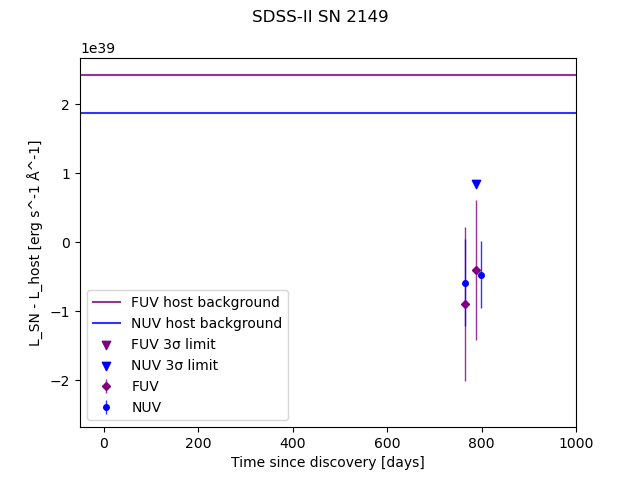 SDSS-II SN 2149
1e39
2
1
0
−1
−2
L_SN - L_host [erg s^-1 Å^-1]
FUV host background
NUV host background
FUV 3σ limit
NUV 3σ limit
FUV
NUV
0 200 400 600 800 1000
Time since discovery [days]